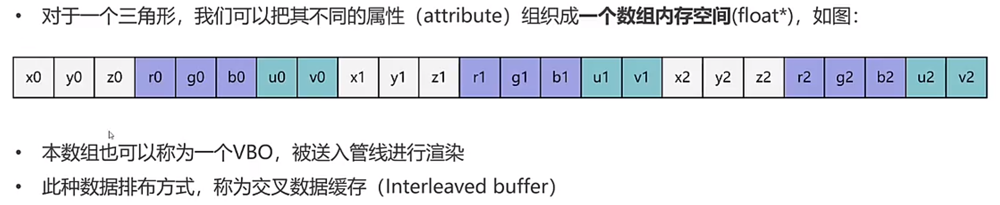 • 对于一个三角形，我们可以把其不同的属性（attribute）组织成一个数组内存空间(float*)，如图：
x0 y0 z0 r0 g0 b0 u0 v0 x1 y1 z1 r1 g1 b1 u1 v1 x2 y2 z2 r2 g2 b2 u2 v2
• 本数组也可以称为一个VBO，被送入管线进行渲染
• 此种数据排布方式，称为交叉数据缓存（Interleaved buffer）